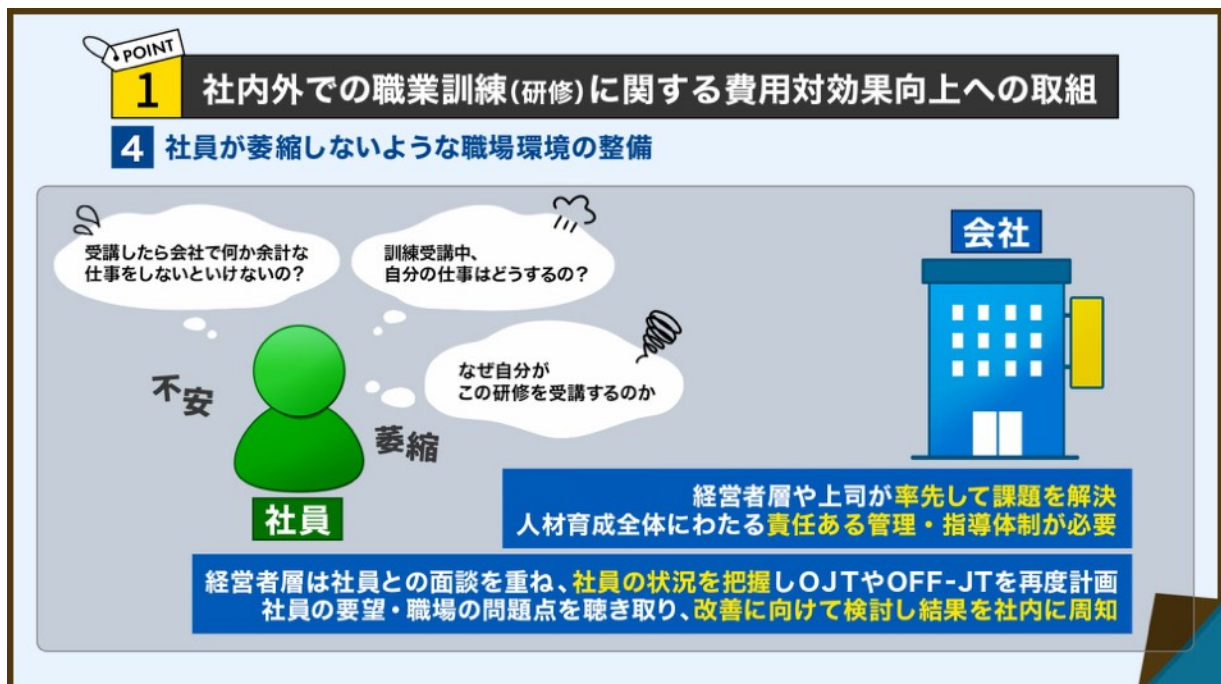 POINT
1
社内外での職業訓練(研修)に関する費用対効果向上への取組
4 社員が萎縮しないような職場環境の整備
受講したら会社で何か余計な
仕事をしないといけないの？
訓練受講中、
自分の仕事はどうするの？
なぜ自分が
この研修を受講するのか
不安
萎縮
社員
会社
経営者層や上司が率先して課題を解決
人材育成全体にわたる責任ある管理・指導体制が必要
経営者層は社員との面談を重ね、社員の状況を把握しOJTやOFF-JTを再度計画
社員の要望・職場の問題点を聴き取り、改善に向けて検討し結果を社内に周知